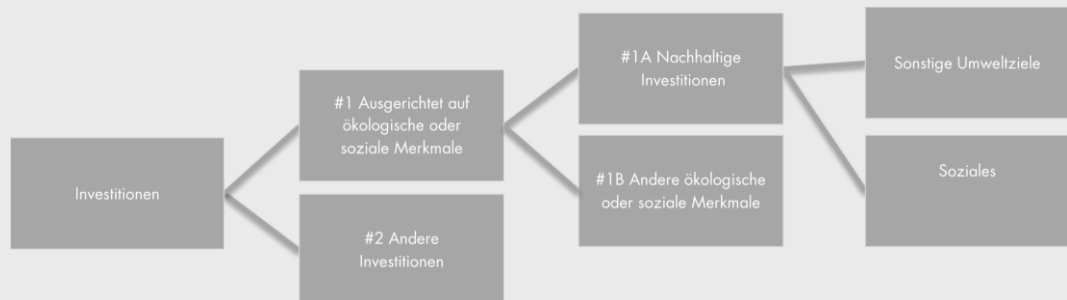 Investitionen
#1 Ausgerichtet auf
ökologische oder
soziale Merkmale
#2 Andere
Investitionen
#1A Nachhaltige
Investitionen
#1B Andere ökologische
oder soziale Merkmale
Sonstige Umweltziele
Soziales